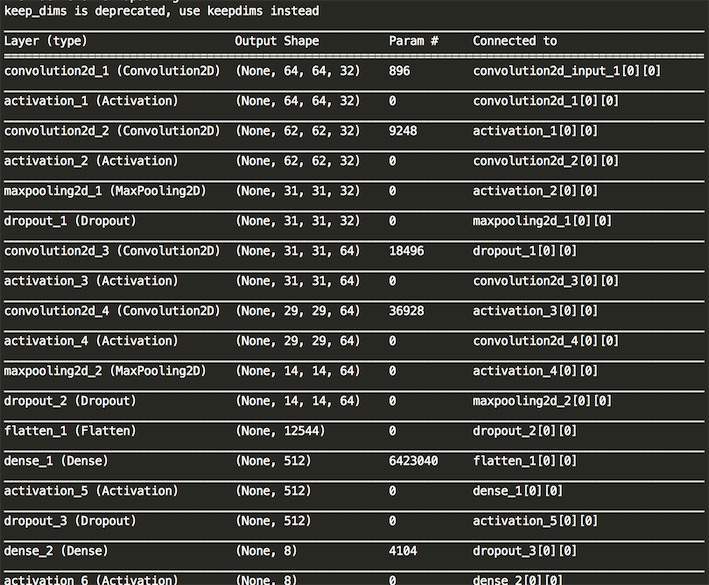 keep_dims is deprecated, use keepdims instead
Layer (type) Output Shape Param # Connected to
convolution2d_1 (Convolution2D) (None, 64, 64, 32) 896 convolution2d_input_1[0][0]
activation_1 (Activation) (None, 64, 64, 32) 0 convolution2d_1[0][0]
convolution2d_2 (Convolution2D) (None, 62, 62, 32) 9248 activation_1[0][0]
activation_2 (Activation) (None, 62, 62, 32) 0 convolution2d_2[0][0]
maxpooling2d_1 (MaxPooling2D) (None, 31, 31, 32) 0 activation_2[0][0]
dropout_1 (Dropout) (None, 31, 31, 32) 0 maxpooling2d_1[0][0]
convolution2d_3 (Convolution2D) (None, 31, 31, 64) 18496 dropout_1[0][0]
activation_3 (Activation) (None, 31, 31, 64) 0 convolution2d_3[0][0]
convolution2d_4 (Convolution2D) (None, 29, 29, 64) 36928 activation_3[0][0]
activation_4 (Activation) (None, 29, 29, 64) 0 convolution2d_4[0][0]
maxpooling2d_2 (MaxPooling2D) (None, 14, 14, 64) 0 activation_4[0][0]
dropout_2 (Dropout) (None, 14, 14, 64) 0 maxpooling2d_2[0][0]
flatten_1 (Flatten) (None, 12544) 0 dropout_2[0][0]
dense_1 (Dense) (None, 512) 6423040 flatten_1[0][0]
activation_5 (Activation) (None, 512) 0 dense_1[0][0]
dropout_3 (Dropout) (None, 512) 0 activation_5[0][0]
dense_2 (Dense) (None, 8) 4104 dropout_3[0][0]
activation_6 (Activation) (None, 8) 0 dense_2[0][0]